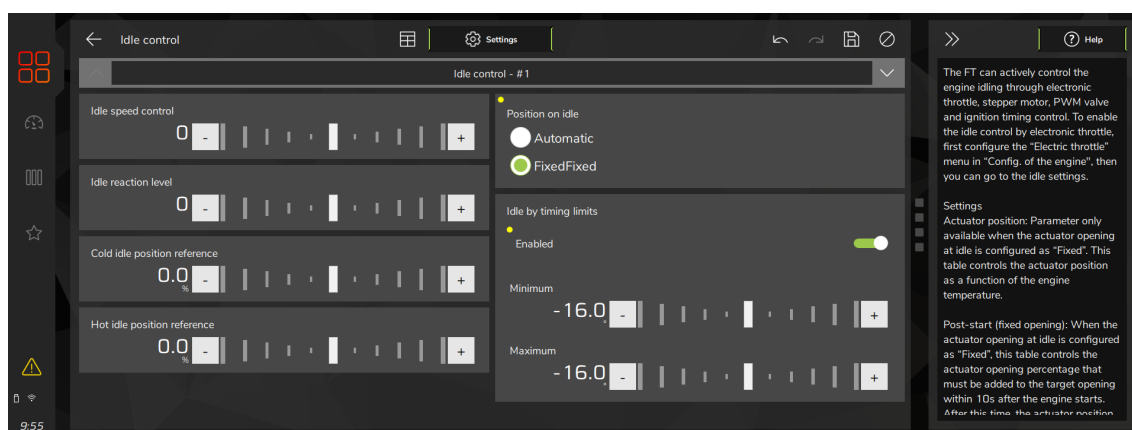 Idle control
Settings
Help
Idle control - #1
Idle speed control
0
-
+
Idle reaction level
0
-
+
Cold idle position reference
0.0
%
-
+
Hot idle position reference
0.0
%
-
+
Position on idle
Automatic
FixedFixed
Idle by timing limits
Enabled
Minimum
-16.0
°
-
+
Maximum
-16.0
°
-
+
The FT can actively control the
engine idling through electronic
throttle, stepper motor, PWM valve
and ignition timing control. To enable
the idle control by electronic throttle,
first configure the “Electric throttle”
menu in "Config. of the engine", then
you can go to the idle settings.
Settings
Actuator position: Parameter only
available when the actuator opening
at idle is configured as “Fixed”. This
table controls the actuator position
as a function of the engine
temperature.
Post-start (fixed opening): When the
actuator opening at idle is configured
as “Fixed”, this table controls the
actuator opening percentage that
must be added to the target opening
within 10s after the engine starts.
After this time, the actuator position
9:55